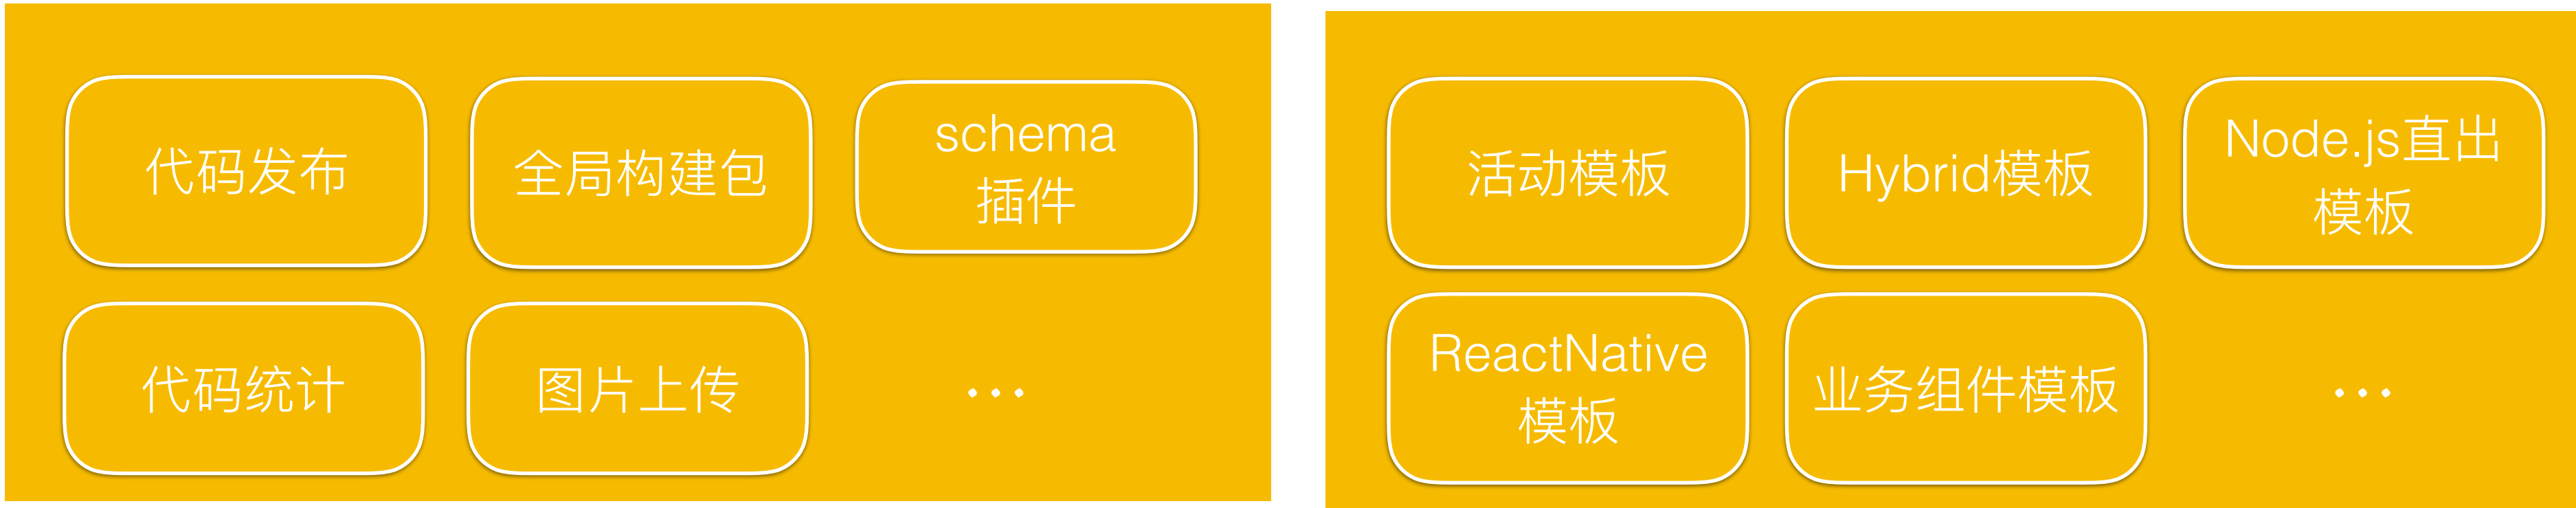 代码发布
全局构建包
schema
插件
代码统计
图片上传
...
活动模板
Hybrid模板
Node.js直出
模板
ReactNative
模板
业务组件模板
...